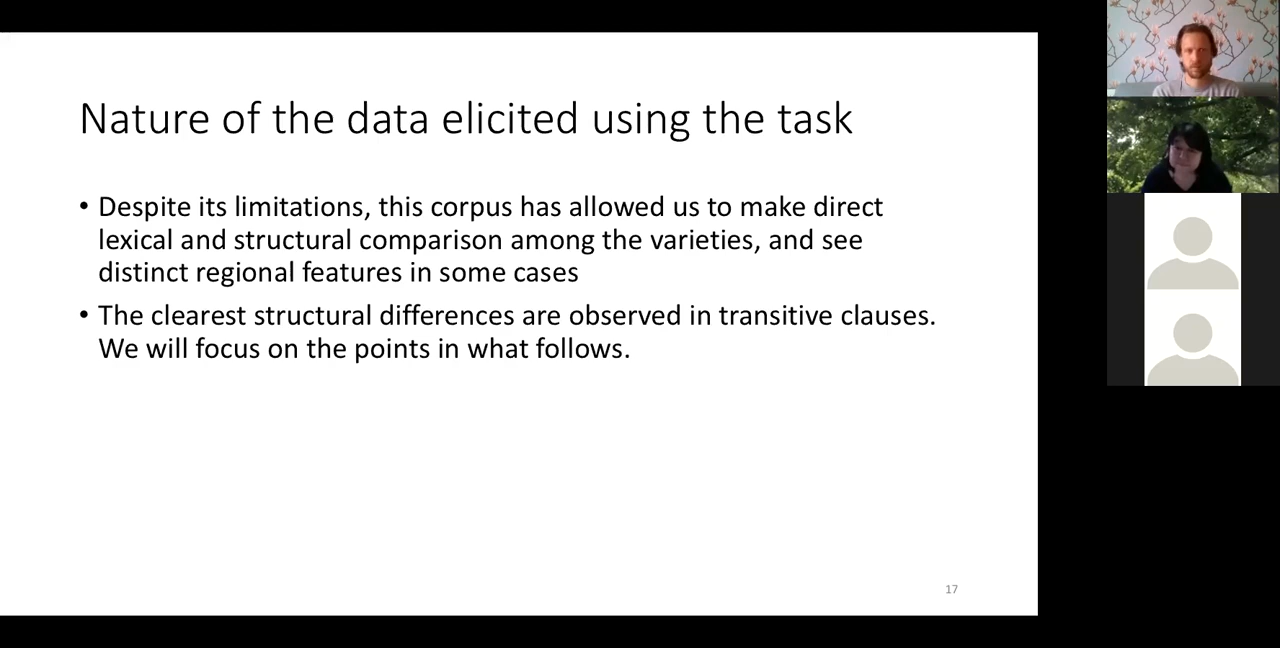 Nature of the data elicited using the task
• Despite its limitations, this corpus has allowed us to make direct
lexical and structural comparison among the varieties, and see
distinct regional features in some cases
• The clearest structural differences are observed in transitive clauses.
We will focus on the points in what follows.
17